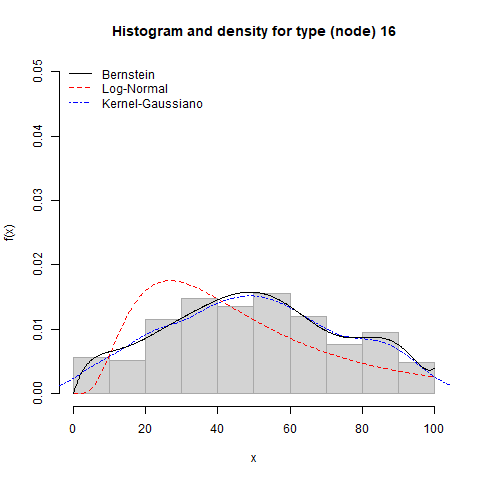 Histogram and density for type (node) 16
Bernstein
Log-Normal
Kernel-Gaussiano
f(x)
0.05
0.04
0.03
0.02
0.01
0.00
0 20 40 60 80 100
x